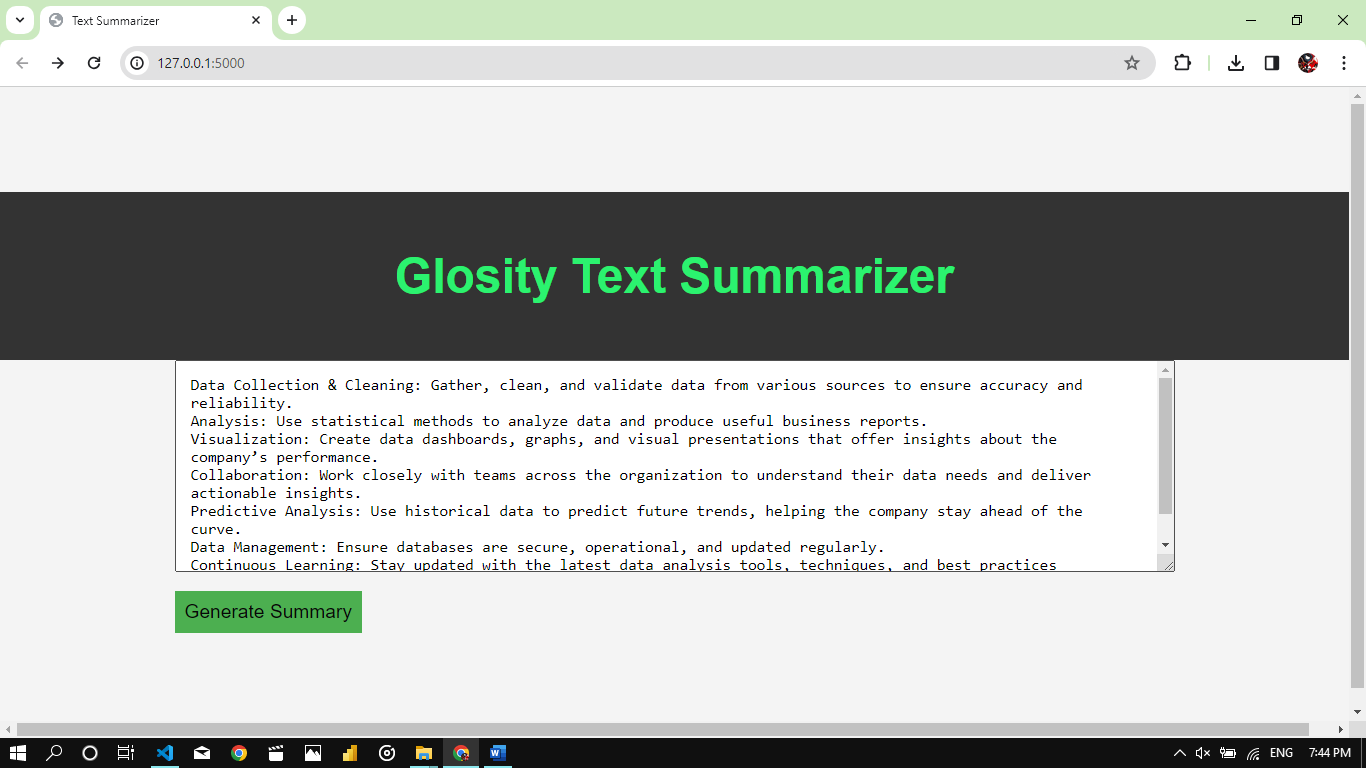 Text Summarizer
127.0.0.1:5000
Glosity Text Summarizer
Data Collection & Cleaning: Gather, clean, and validate data from various sources to ensure accuracy and
reliability.
Analysis: Use statistical methods to analyze data and produce useful business reports.
Visualization: Create data dashboards, graphs, and visual presentations that offer insights about the
company’s performance.
Collaboration: Work closely with teams across the organization to understand their data needs and deliver
actionable insights.
Predictive Analysis: Use historical data to predict future trends, helping the company stay ahead of the
curve.
Data Management: Ensure databases are secure, operational, and updated regularly.
Continuous Learning: Stay updated with the latest data analysis tools, techniques, and best practices
Generate Summary
ENG 7:44 PM